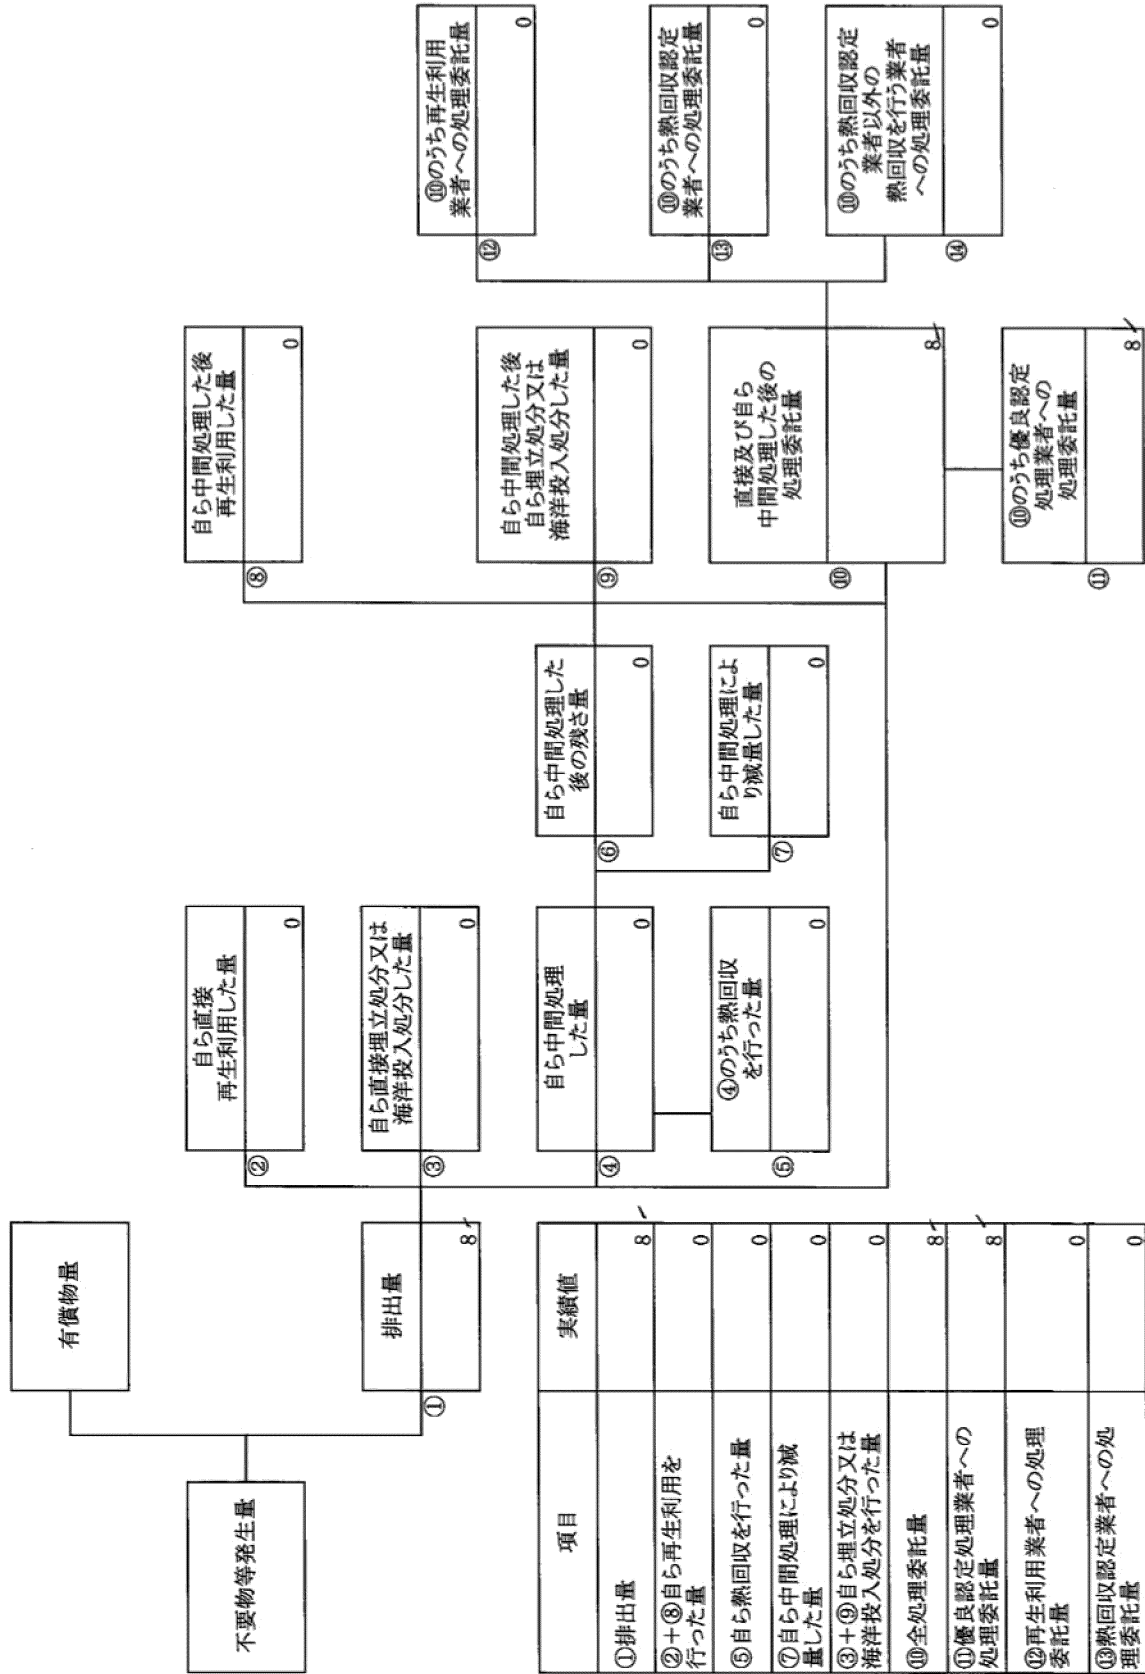 不要物等発生量
有償物量
①
排出量
8
②
自ら直接
再生利用した量
0
③
自ら直接埋立処分又は
海洋投入処分した量
0
④
自ら中間処理
した量
0
⑤
④のうち熱回収
を行った量
0
⑥
自ら中間処理した
後の残さ量
0
⑦
自ら中間処理によ
り減量した量
0
⑧
自ら中間処理した後
再生利用した量
0
⑨
自ら中間処理した後
自ら埋立処分又は
海洋投入処分した量
0
⑩
直接及び自ら
中間処理した後の
処理委託量
8
⑪
⑩のうち優良認定
処理業者への
処理委託量
8
⑫
⑩のうち再生利用
業者への処理委託量
0
⑬
⑩のうち熱回収認定
業者への処理委託量
0
⑭
⑩のうち熱回収認定
業者以外の
熱回収を行う業者
への処理委託量
0
項目
実績値
①排出量
8
②+⑧自ら再生利用を
行った量
0
⑤自ら熱回収を行った量
0
⑦自ら中間処理により減
量した量
0
③+⑨自ら埋立処分又は
海洋投入処分を行った量
0
⑩全処理委託量
8
⑪優良認定処理業者への
処理委託量
8
⑫再生利用業者への処理
委託量
0
⑬熱回収認定業者への処
理委託量
0